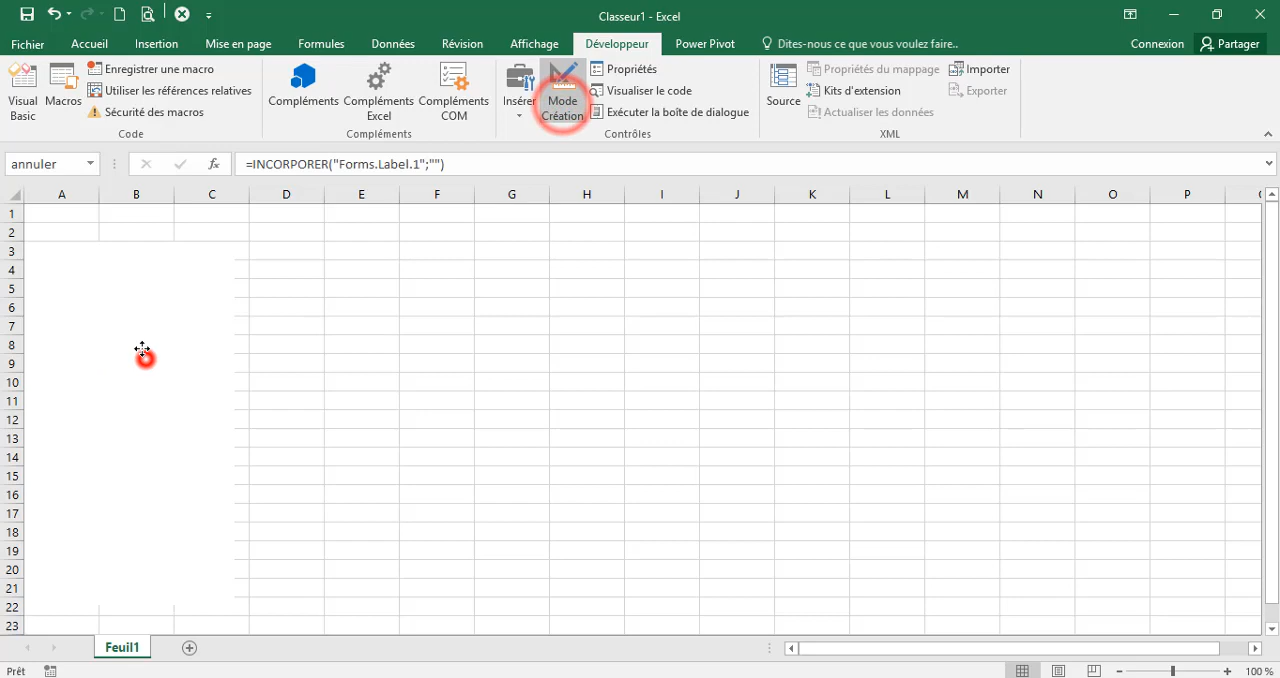 Classeur1 - Excel
Fichier Accueil Insertion Mise en page Formules Données Révision Affichage Développeur Power Pivot Dites-nous ce que vous voulez faire.. Connexion Partager
Visual Basic
Macros
Enregistrer une macro
Utiliser les références relatives
Sécurité des macros
Code
Compléments
Compléments Excel
Compléments COM
Compléments
Insérer
Mode Création
Propriétés
Visualiser le code
Exécuter la boîte de dialogue
Contrôles
Source
Propriétés du mappage
Kits d'extension
Actualiser les données
Importer
Exporter
XML
annuler fx =INCORPORER("Forms.Label.1";"")
A B C D E F G H I J K L M N O P
1
2
3
4
5
6
7
8
9
10
11
12
13
14
15
16
17
18
19
20
21
22
23
Feuil1
Prêt 100 %